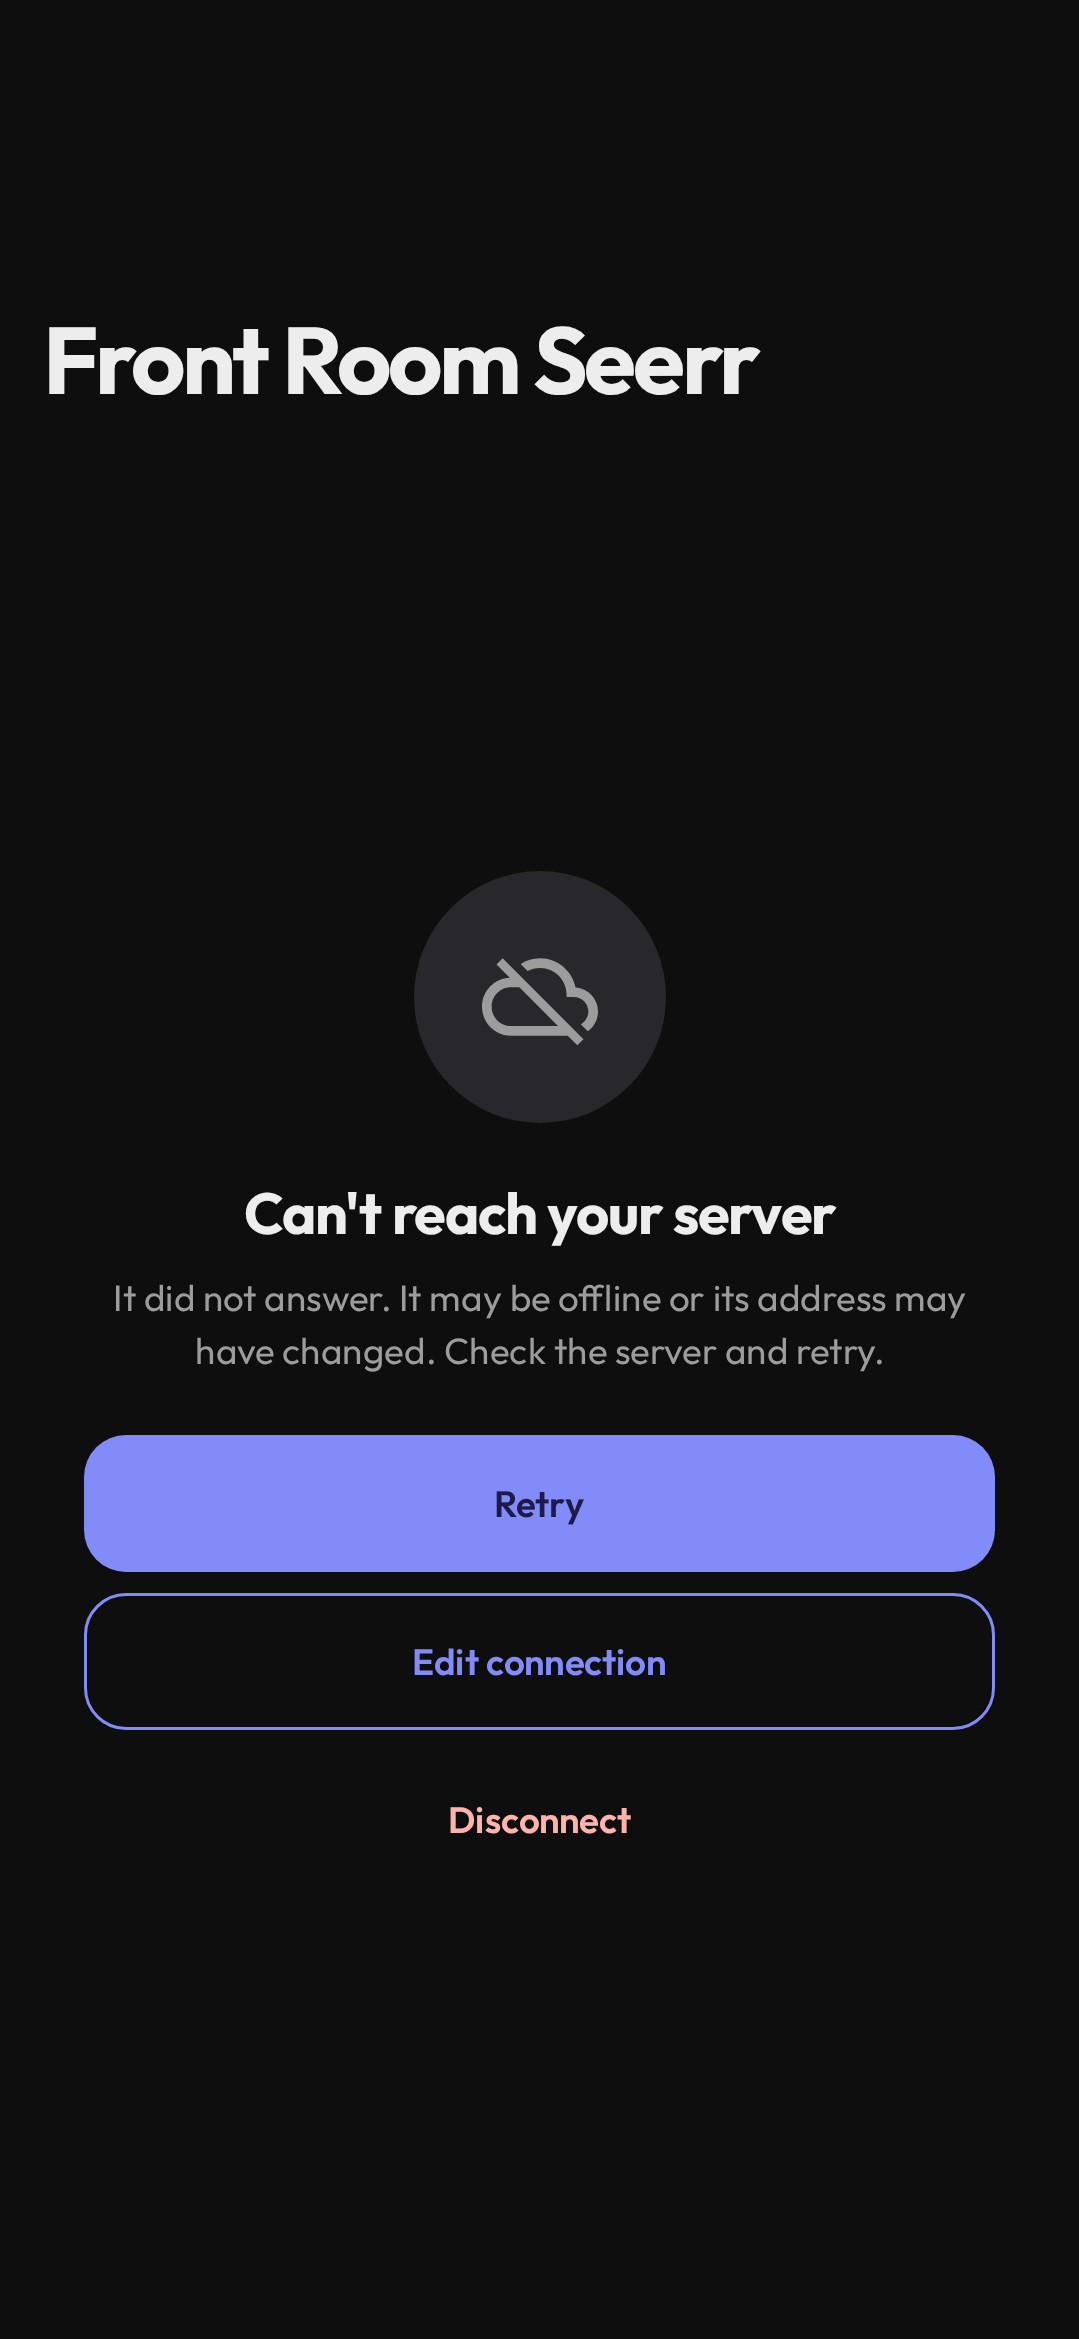 Front Room Seerr
Can't reach your server
It did not answer. It may be offline or its address may
have changed. Check the server and retry.
Retry
Edit connection
Disconnect